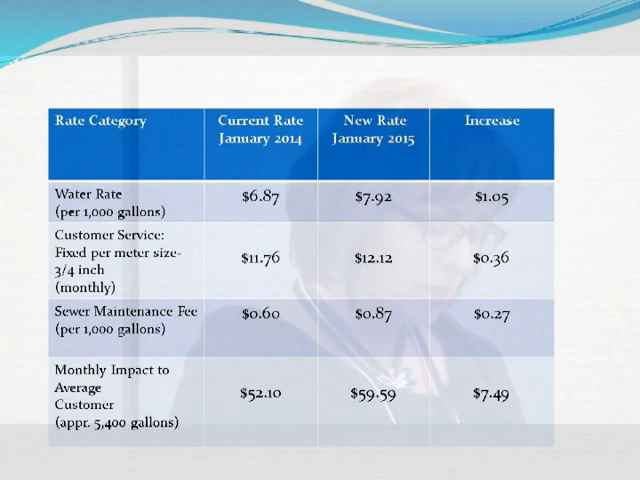 Rate Category
Current Rate
January 2014
New Rate
January 2015
Increase
Water Rate
(per 1,000 gallons)
$6.87
$7.92
$1.05
Customer Service:
Fixed per meter size-
3/4 inch
(monthly)
$11.76
$12.12
$0.36
Sewer Maintenance Fee
(per 1,000 gallons)
$0.60
$0.87
$0.27
Monthly Impact to
Average
Customer
(appr. 5,400 gallons)
$52.10
$59.59
$7.49